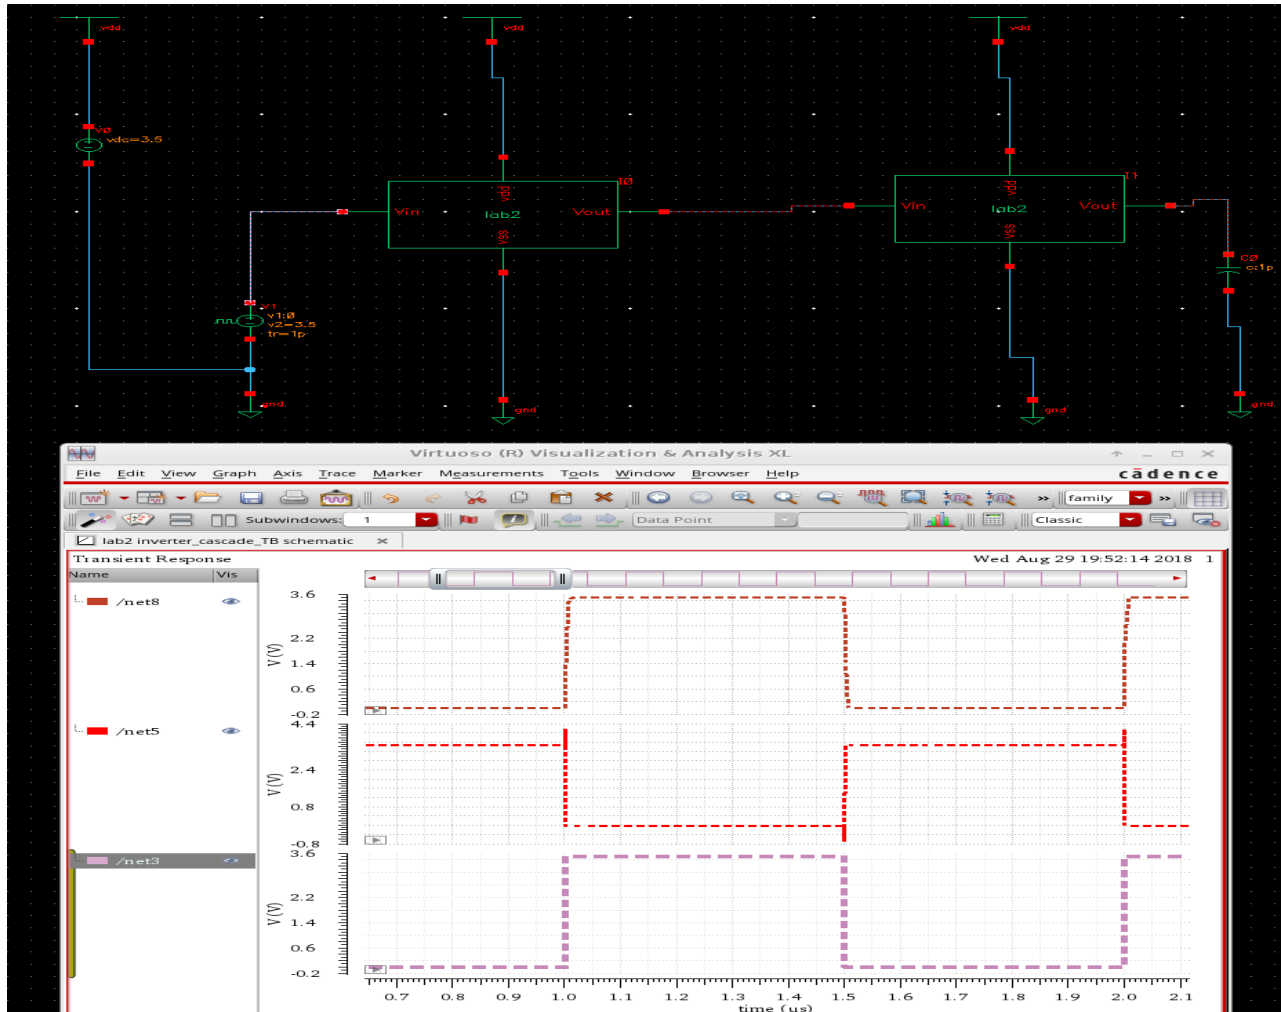 vdd
vdd
vdd
V0
vdc=3.5
I0
vdd
Vin
lab2
Vout
vss
I1
vdd
Vin
lab2
Vout
vss
C0
c:1p
V1
v1:0
v2=3.5
tr=1p
gnd
gnd
gnd
gnd
Virtuoso (R) Visualization & Analysis XL
File Edit View Graph Axis Trace Marker Measurements Tools Window Browser Help
cādence
» family »
Subwindows: 1
Data Point
Classic
lab2 inverter_cascade_TB schematic
Transient Response
Wed Aug 29 19:52:14 2018 1
Name Vis
/net8
3.6
2.2
1.4
0.6
-0.2
V (V)
/net5
4.4
2.4
0.8
-0.8
V (V)
/net3
3.6
2.2
1.4
0.6
-0.2
V (V)
0.7 0.8 0.9 1.0 1.1 1.2 1.3 1.4 1.5 1.6 1.7 1.8 1.9 2.0 2.1
time (us)